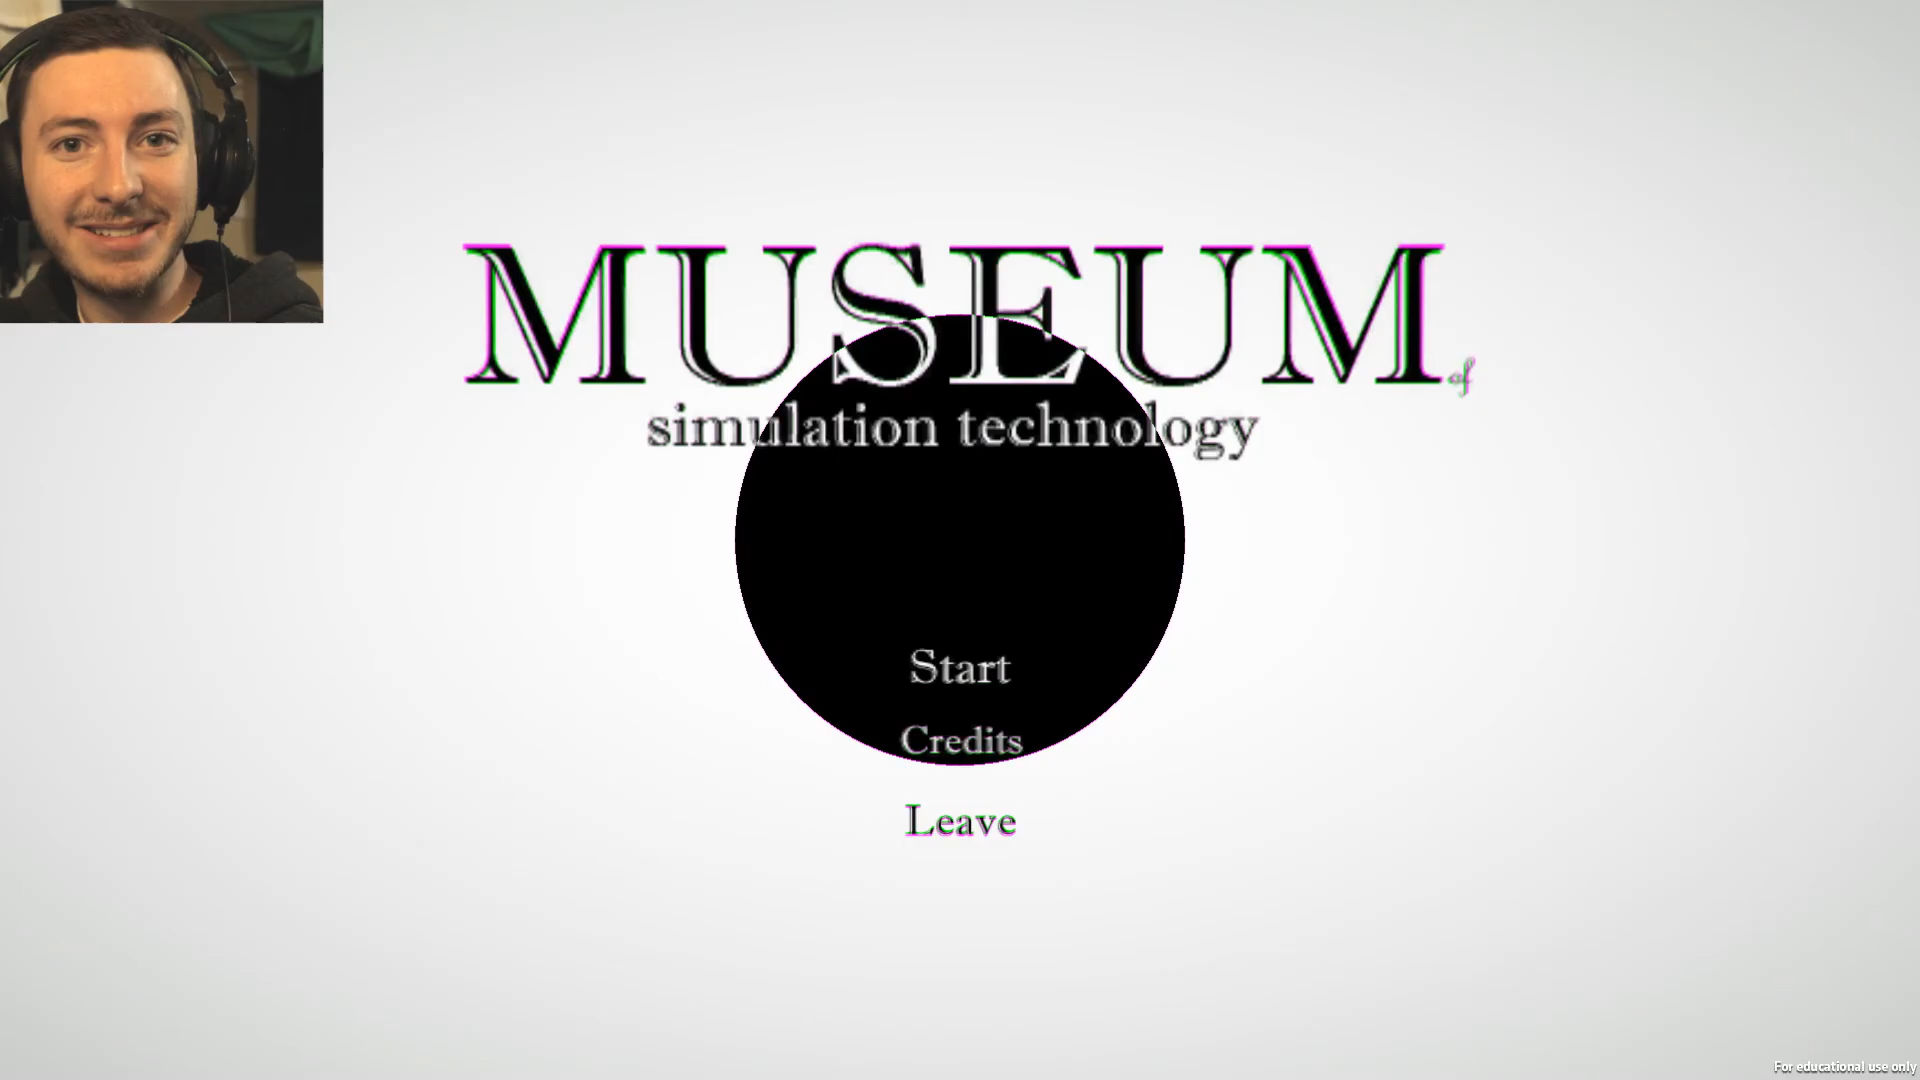 MUSEUM of
simulation technology
Start
Credits
Leave
For educational use only